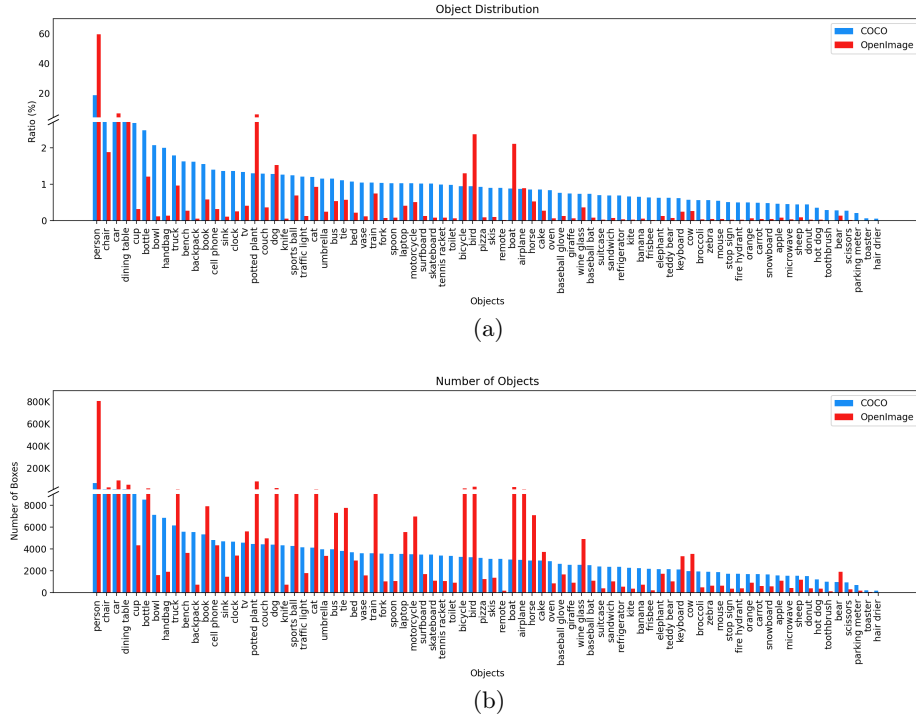 Object Distribution
COCO
OpenImage
60
40
20
2
1
0
Ratio (%)
person
chair
car
dining table
cup
bottle
bowl
handbag
truck
bench
backpack
book
cell phone
sink
clock
tv
potted plant
couch
dog
knife
sports ball
traffic light
cat
umbrella
bus
tie
bed
vase
train
fork
spoon
laptop
motorcycle
surfboard
skateboard
tennis racket
toilet
bicycle
bird
pizza
skis
remote
boat
airplane
horse
cake
oven
baseball glove
giraffe
wine glass
baseball bat
suitcase
sandwich
refrigerator
kite
banana
frisbee
elephant
teddy bear
keyboard
cow
broccoli
zebra
mouse
stop sign
fire hydrant
orange
carrot
snowboard
apple
microwave
sheep
donut
hot dog
toothbrush
bear
scissors
parking meter
toaster
hair drier
Objects
(a)
Number of Objects
COCO
OpenImage
800K
600K
400K
200K
8000
6000
4000
2000
0
Number of Boxes
person
chair
car
dining table
cup
bottle
bowl
handbag
truck
bench
backpack
book
cell phone
sink
clock
tv
potted plant
couch
dog
knife
sports ball
traffic light
cat
umbrella
bus
tie
bed
vase
train
fork
spoon
laptop
motorcycle
surfboard
skateboard
tennis racket
toilet
bicycle
bird
pizza
skis
remote
boat
airplane
horse
cake
oven
baseball glove
giraffe
wine glass
baseball bat
suitcase
sandwich
refrigerator
kite
banana
frisbee
elephant
teddy bear
keyboard
cow
broccoli
zebra
mouse
stop sign
fire hydrant
orange
carrot
snowboard
apple
microwave
sheep
donut
hot dog
toothbrush
bear
scissors
parking meter
toaster
hair drier
Objects
(b)